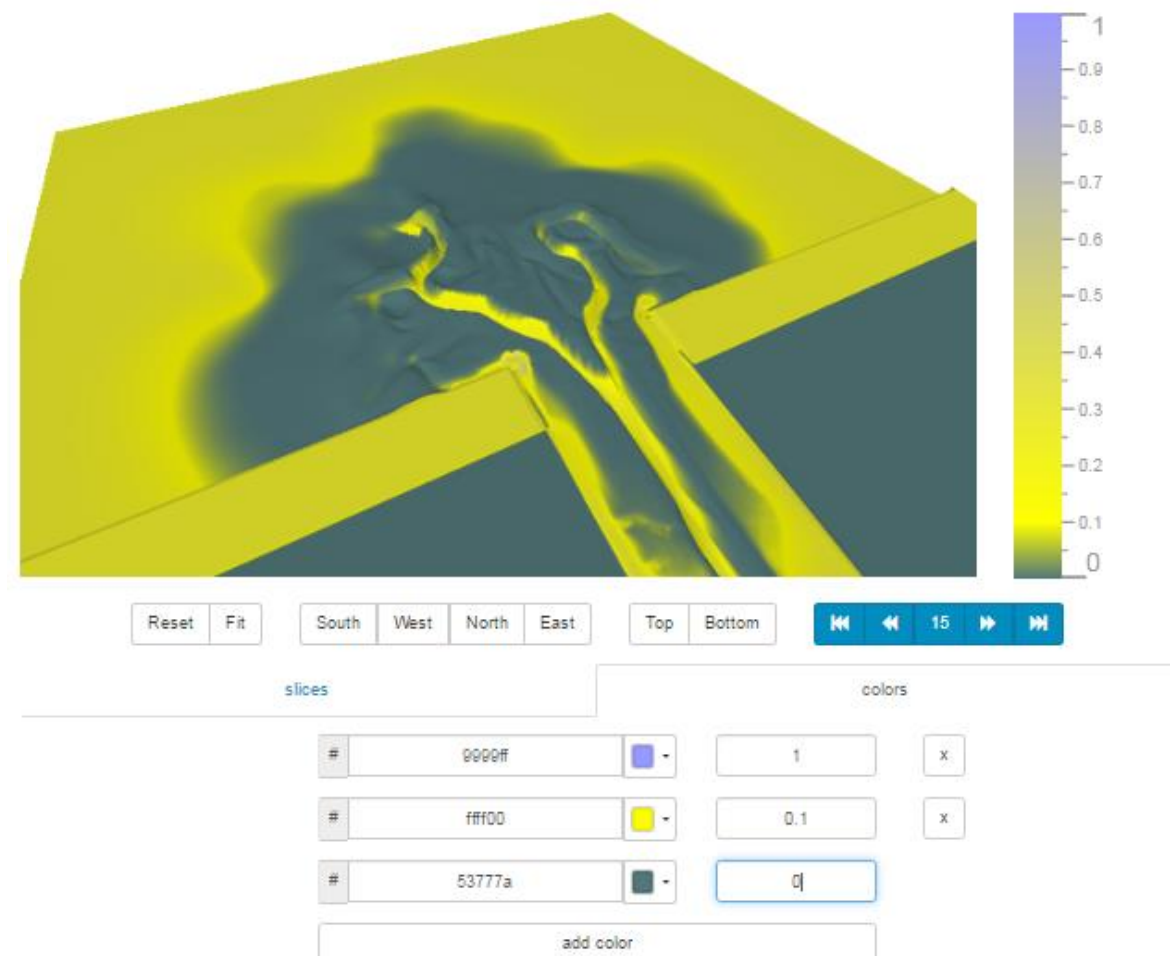 1
0.9
0.8
0.7
0.6
0.5
0.4
0.3
0.2
0.1
0
Reset Fit South West North East Top Bottom 15
slices colors
# 9999ff 1 x
# ffff00 0.1 x
# 53777a 0
add color